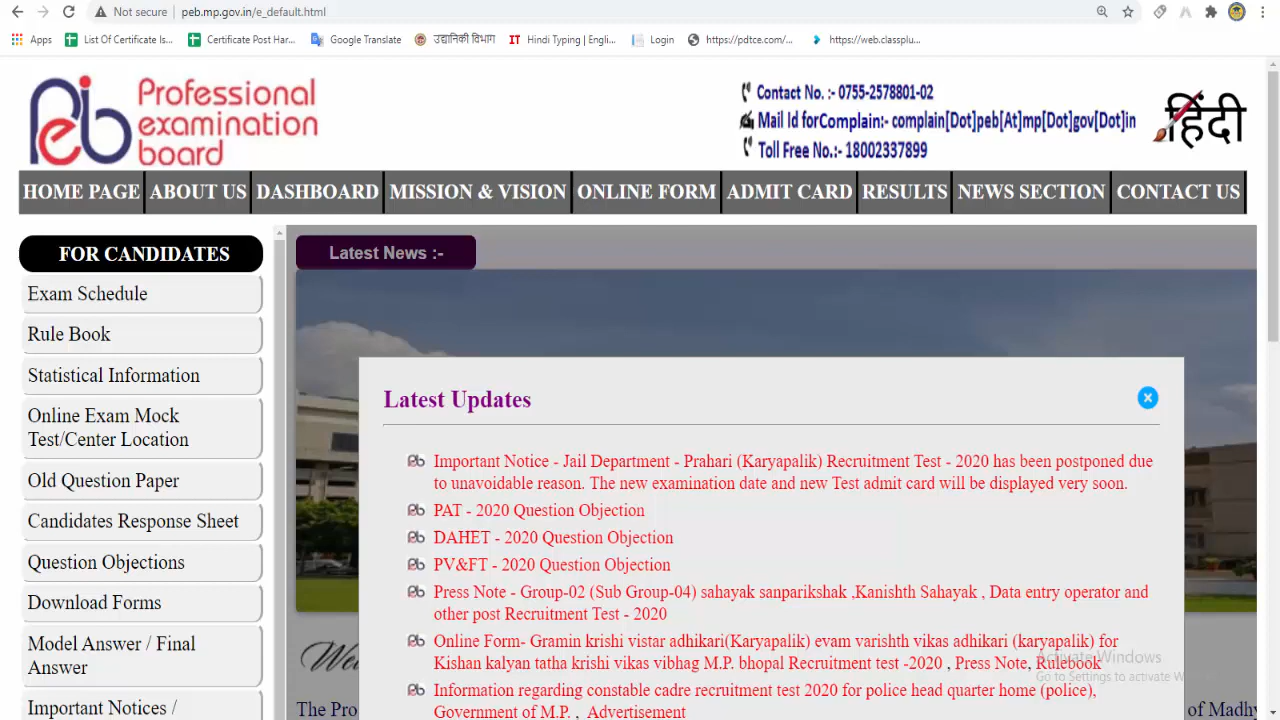 Not secure peb.mp.gov.in/e_default.html
Apps List Of Certificate Is... Certificate Post Har... Google Translate उद्यानिकी विभाग IT Hindi Typing | Engli... Login https://pdtce.com/... https://web.classplu...
Peb Professional
examination
board
Contact No. :- 0755-2578801-02
Mail Id forComplain:- complain[Dot]peb[At]mp[Dot]gov[Dot]in
Toll Free No.:- 18002337899
हिंदी
HOME PAGE ABOUT US DASHBOARD MISSION & VISION ONLINE FORM ADMIT CARD RESULTS NEWS SECTION CONTACT US
FOR CANDIDATES
Exam Schedule
Rule Book
Statistical Information
Online Exam Mock
Test/Center Location
Old Question Paper
Candidates Response Sheet
Question Objections
Download Forms
Model Answer / Final
Answer
Important Notices /
Latest News :-
Latest Updates
Important Notice - Jail Department - Prahari (Karyapalik) Recruitment Test - 2020 has been postponed due
to unavoidable reason. The new examination date and new Test admit card will be displayed very soon.
PAT - 2020 Question Objection
DAHET - 2020 Question Objection
PV&FT - 2020 Question Objection
Press Note - Group-02 (Sub Group-04) sahayak sanparikshak ,Kanishth Sahayak , Data entry operator and
other post Recruitment Test - 2020
Online Form- Gramin krishi vistar adhikari(Karyapalik) evam varishth vikas adhikari (karyapalik) for
Kishan kalyan tatha krishi vikas vibhag M.P. bhopal Recruitment test -2020 , Press Note, Rulebook
Information regarding constable cadre recruitment test 2020 for police head quarter home (police),
Government of M.P. , Advertisement
Activate Windows
Go to Settings to activate W
The Pro
of Madhy